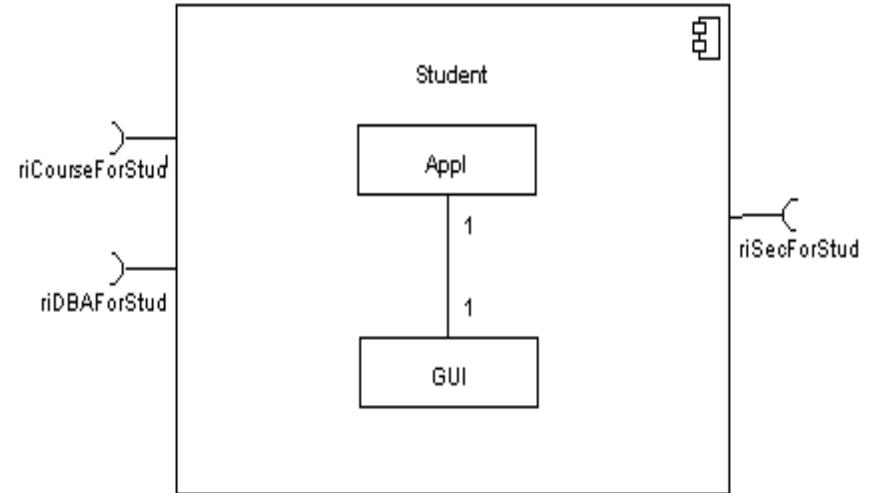 Student
Appl
riCourseForStud
1
riSecForStud
riDBAForStud
1
GUI